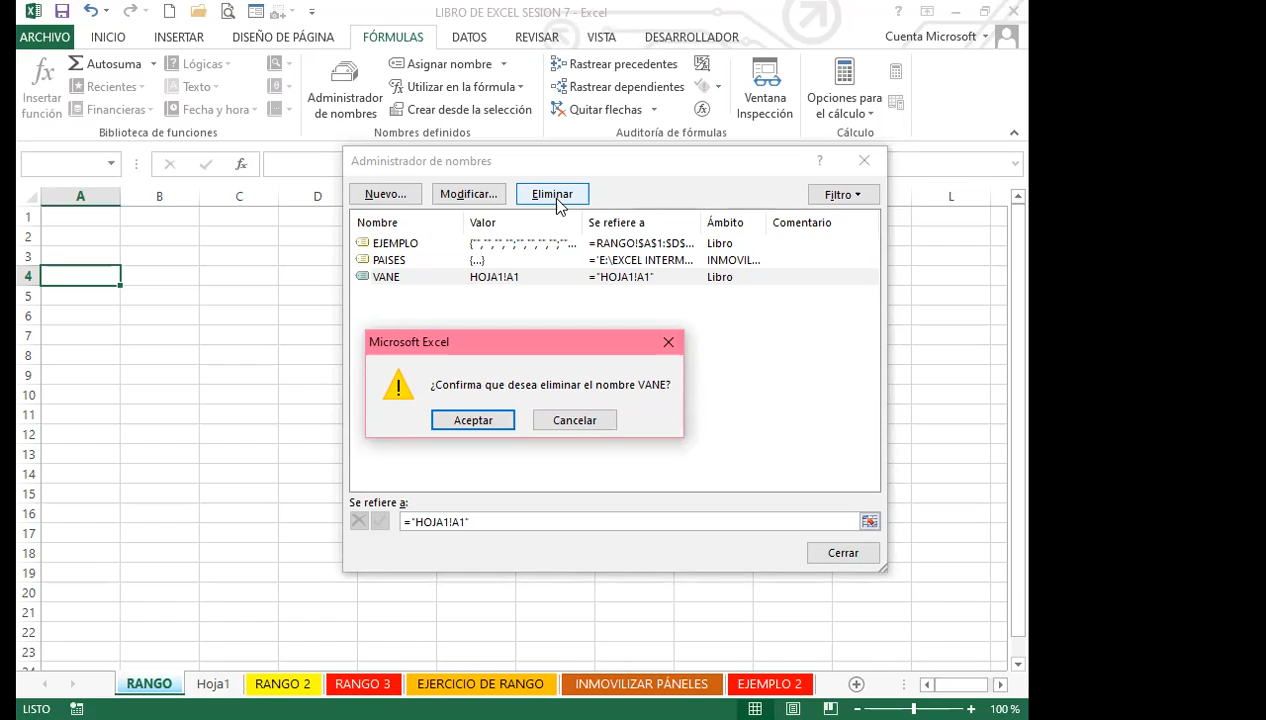 LIBRO DE EXCEL SESION 7 - Excel
ARCHIVO INICIO INSERTAR DISEÑO DE PÁGINA FÓRMULAS DATOS REVISAR VISTA DESARROLLADOR Cuenta Microsoft
Insertar función
Autosuma
Recientes
Financieras
Lógicas
Texto
Fecha y hora
Biblioteca de funciones
Administrador de nombres
Asignar nombre
Utilizar en la fórmula
Crear desde la selección
Nombres definidos
Rastrear precedentes
Rastrear dependientes
Quitar flechas
Auditoría de fórmulas
Ventana Inspección
Opciones para el cálculo
Cálculo
Administrador de nombres
Nuevo... Modificar... Eliminar Filtro
Nombre Valor Se refiere a Ámbito Comentario
EJEMPLO {"","","","";"","","","";""... =RANGO!$A$1:$D$... Libro
PAISES {...} ='E:\EXCEL INTERM... INMOVIL...
VANE HOJA1!A1 ="HOJA1!A1" Libro
Microsoft Excel
¿Confirma que desea eliminar el nombre VANE?
Aceptar Cancelar
Se refiere a:
="HOJA1!A1"
Cerrar
A B C D L
1
2
3
4
5
6
7
8
9
10
11
12
13
14
15
16
17
18
19
20
21
22
23
RANGO Hoja1 RANGO 2 RANGO 3 EJERCICIO DE RANGO INMOVILIZAR PÁNELES EJEMPLO 2
LISTO 100 %